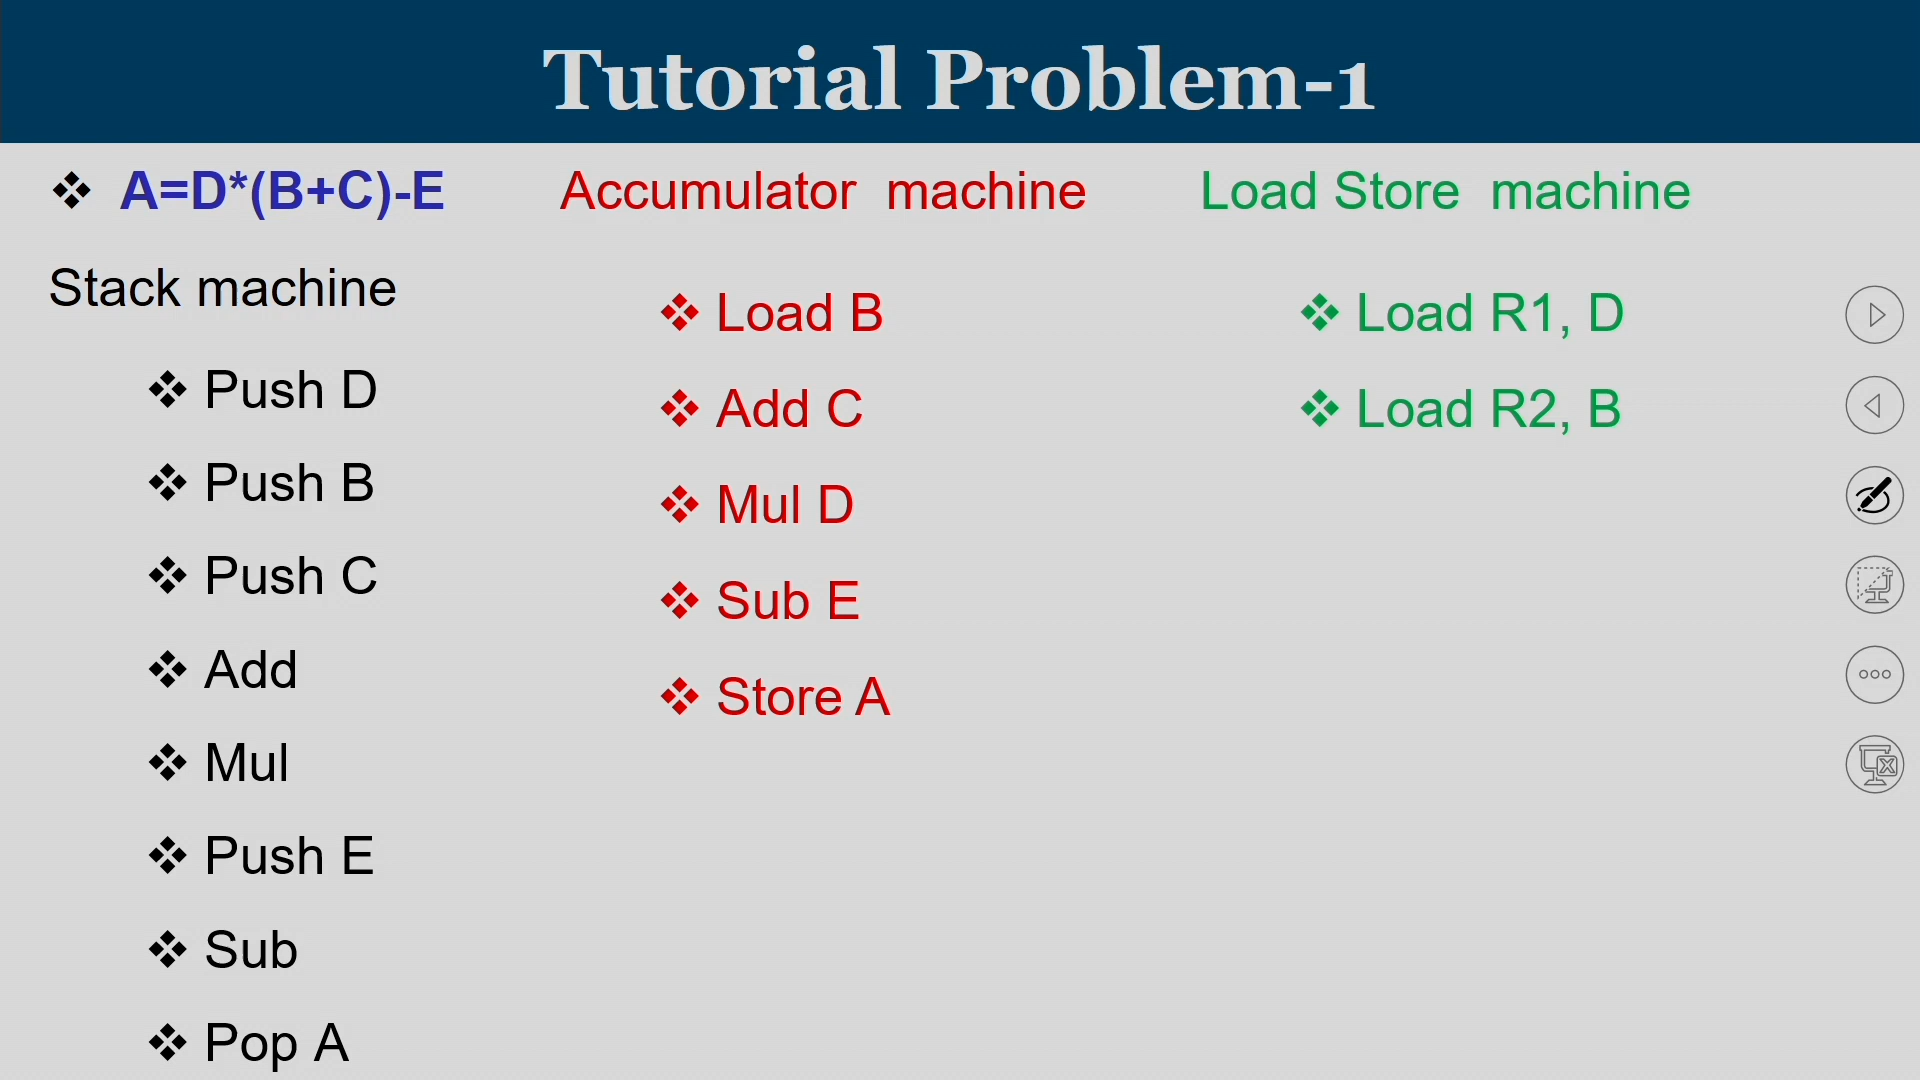 Tutorial Problem-1
❖ A=D*(B+C)-E
Stack machine
❖ Push D
❖ Push B
❖ Push C
❖ Add
❖ Mul
❖ Push E
❖ Sub
❖ Pop A
Accumulator machine
❖ Load B
❖ Add C
❖ Mul D
❖ Sub E
❖ Store A
Load Store machine
❖ Load R1, D
❖ Load R2, B